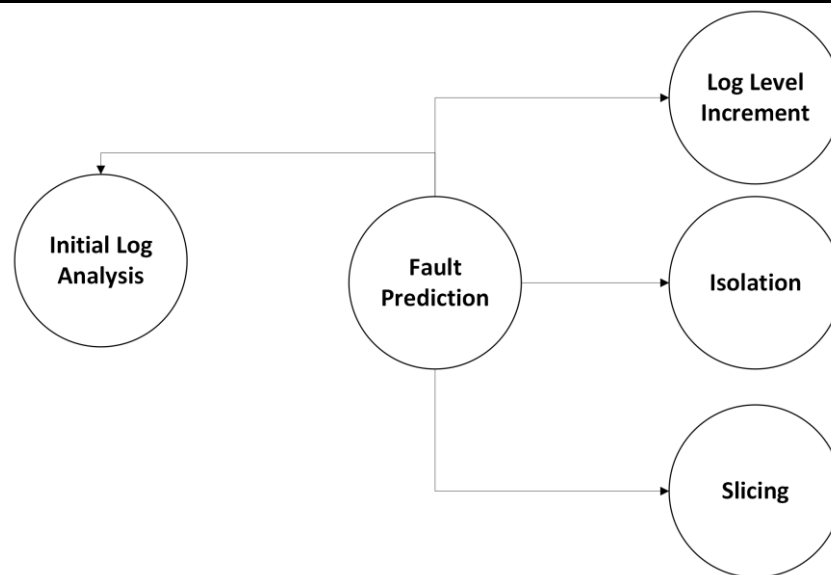 Log Level
Increment
Initial Log
Analysis
Fault
Prediction
Isolation
Slicing